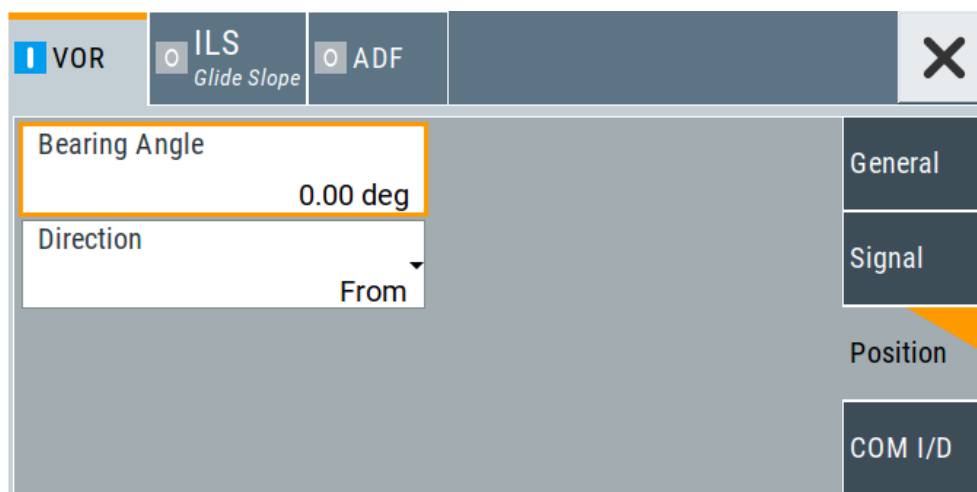 VOR
ILS
Glide Slope
ADF
Bearing Angle
0.00 deg
Direction
From
General
Signal
Position
COM I/D